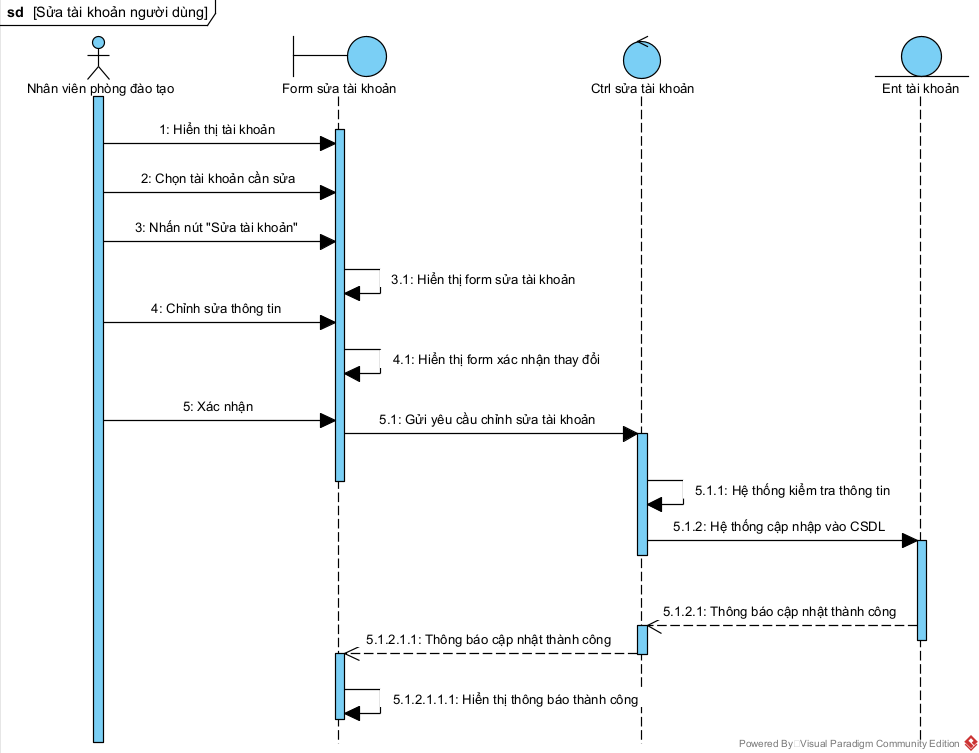 sd [Sửa tài khoản người dùng]
Nhân viên phòng đào tạo
Form sửa tài khoản
Ctrl sửa tài khoản
Ent tài khoản
1: Hiển thị tài khoản
2: Chọn tài khoản cần sửa
3: Nhấn nút "Sửa tài khoản"
3.1: Hiển thị form sửa tài khoản
4: Chỉnh sửa thông tin
4.1: Hiển thị form xác nhận thay đổi
5: Xác nhận
5.1: Gửi yêu cầu chỉnh sửa tài khoản
5.1.1: Hệ thống kiểm tra thông tin
5.1.2: Hệ thống cập nhập vào CSDL
5.1.2.1: Thông báo cập nhật thành công
5.1.2.1.1: Thông báo cập nhật thành công
5.1.2.1.1.1: Hiển thị thông báo thành công
Powered By Visual Paradigm Community Edition